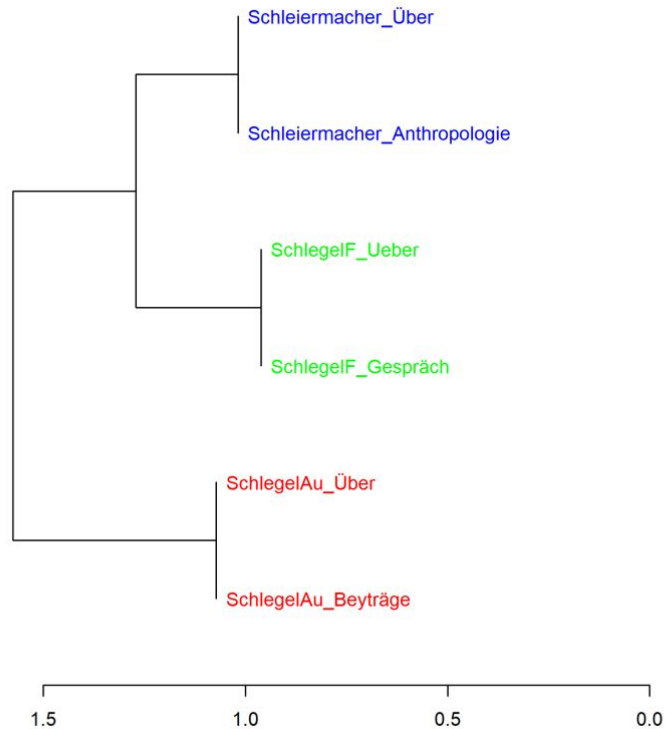 Schleiermacher_Über
Schleiermacher_Anthropologie
SchlegelF_Ueber
SchlegelF_Gespräch
SchlegelAu_Über
SchlegelAu_Beyträge
1.5 1.0 0.5 0.0